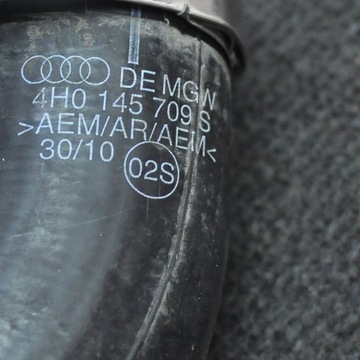 DE MGW
4H0 145 709 S
>AEM/AR/AEM<
30/10 02S